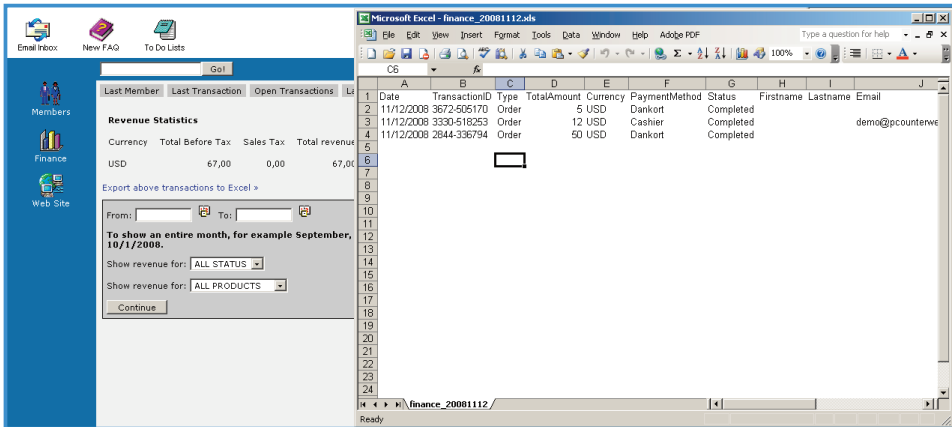 Email Inbox New FAQ To Do Lists
Go!
Members
Finance
Web Site
Last Member Last Transaction Open Transactions
Revenue Statistics
Currency Total Before Tax Sales Tax Total revenue
USD 67,00 0,00 67,00
Export above transactions to Excel »
From: To:
To show an entire month, for example September,
10/1/2008.
Show revenue for: ALL STATUS
Show revenue for: ALL PRODUCTS
Continue
Microsoft Excel - finance_20081112.xls
File Edit View Insert Format Tools Data Window Help Adobe PDF Type a question for help
100%
C6 fx
A B C D E F G H I J
1 Date TransactionID Type TotalAmount Currency PaymentMethod Status Firstname Lastname Email
2 11/12/2008 3672-505170 Order 5 USD Dankort Completed
3 11/12/2008 3330-518253 Order 12 USD Cashier Completed demo@pcounterwe
4 11/12/2008 2844-336794 Order 50 USD Dankort Completed
5
6
7
8
9
10
11
12
13
14
15
16
17
18
19
20
21
22
23
24
finance_20081112
Ready